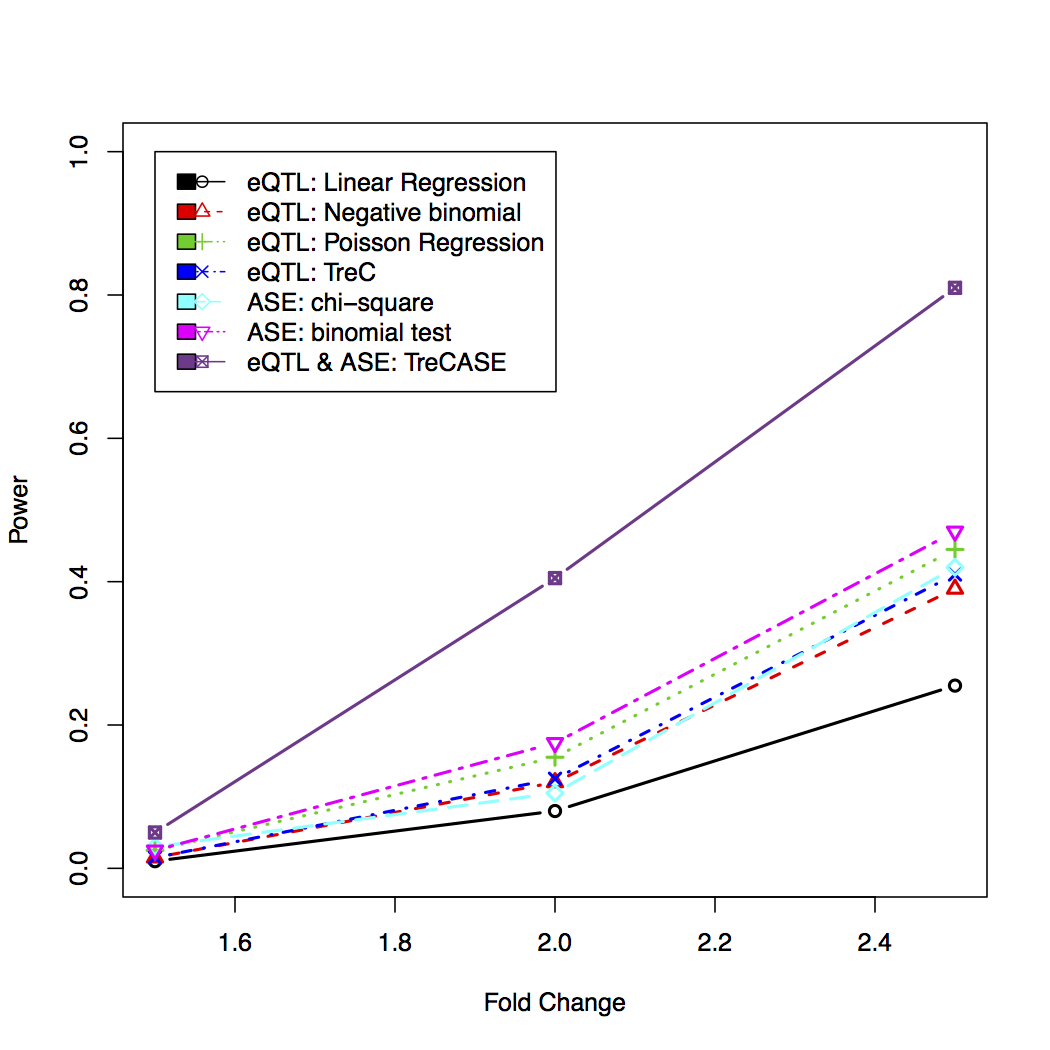 eQTL: Linear Regression
eQTL: Negative binomial
eQTL: Poisson Regression
eQTL: TreC
ASE: chi−square
ASE: binomial test
eQTL & ASE: TreCASE
1.0
0.8
0.6
0.4
0.2
0.0
Power
1.6 1.8 2.0 2.2 2.4
Fold Change